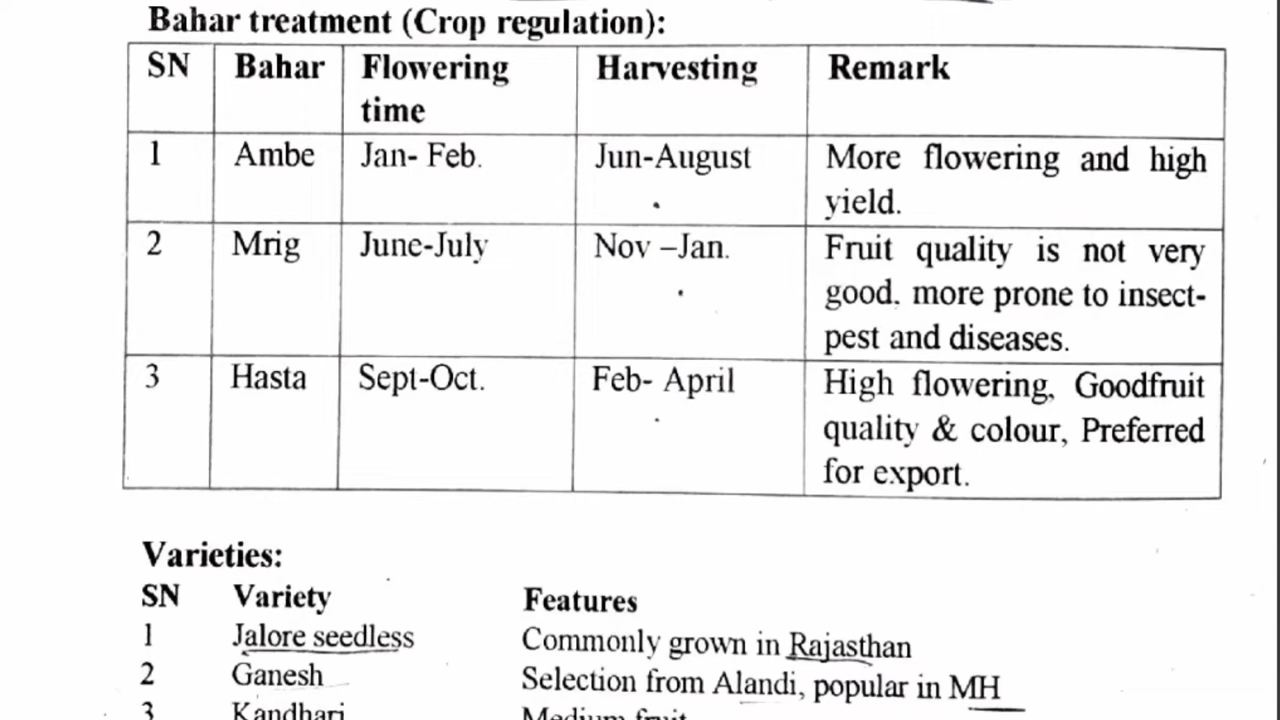 Bahar treatment (Crop regulation):
SN Bahar Flowering time Harvesting Remark
1 Ambe Jan- Feb. Jun-August More flowering and high yield.
2 Mrig June-July Nov –Jan. Fruit quality is not very good. more prone to insect-pest and diseases.
3 Hasta Sept-Oct. Feb- April High flowering, Goodfruit quality & colour, Preferred for export.
Varieties:
SN Variety Features
1 Jalore seedless Commonly grown in Rajasthan
2 Ganesh Selection from Alandi, popular in MH
3 Kandhari Medium fruit